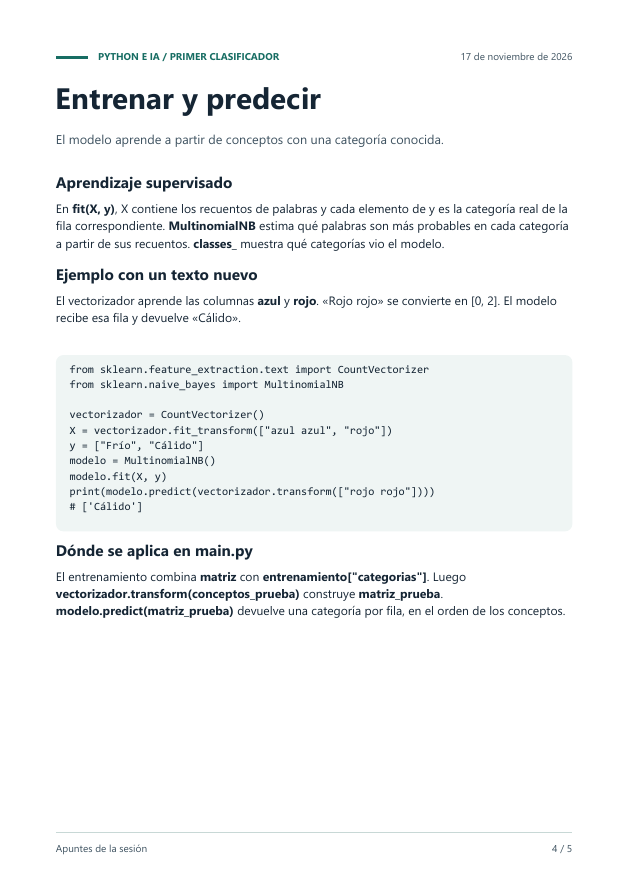 PYTHON E IA / PRIMER CLASIFICADOR
17 de noviembre de 2026
Entrenar y predecir
El modelo aprende a partir de conceptos con una categoría conocida.
Aprendizaje supervisado
En fit(X, y), X contiene los recuentos de palabras y cada elemento de y es la categoría real de la
fila correspondiente. MultinomialNB estima qué palabras son más probables en cada categoría
a partir de sus recuentos. classes_ muestra qué categorías vio el modelo.
Ejemplo con un texto nuevo
El vectorizador aprende las columnas azul y rojo. «Rojo rojo» se convierte en [0, 2]. El modelo
recibe esa fila y devuelve «Cálido».
from sklearn.feature_extraction.text import CountVectorizer
from sklearn.naive_bayes import MultinomialNB
vectorizador = CountVectorizer()
X = vectorizador.fit_transform(["azul azul", "rojo"])
y = ["Frío", "Cálido"]
modelo = MultinomialNB()
modelo.fit(X, y)
print(modelo.predict(vectorizador.transform(["rojo rojo"])))
# ['Cálido']
Dónde se aplica en main.py
El entrenamiento combina matriz con entrenamiento["categorias"]. Luego
vectorizador.transform(conceptos_prueba) construye matriz_prueba.
modelo.predict(matriz_prueba) devuelve una categoría por fila, en el orden de los conceptos.
Apuntes de la sesión
4 / 5